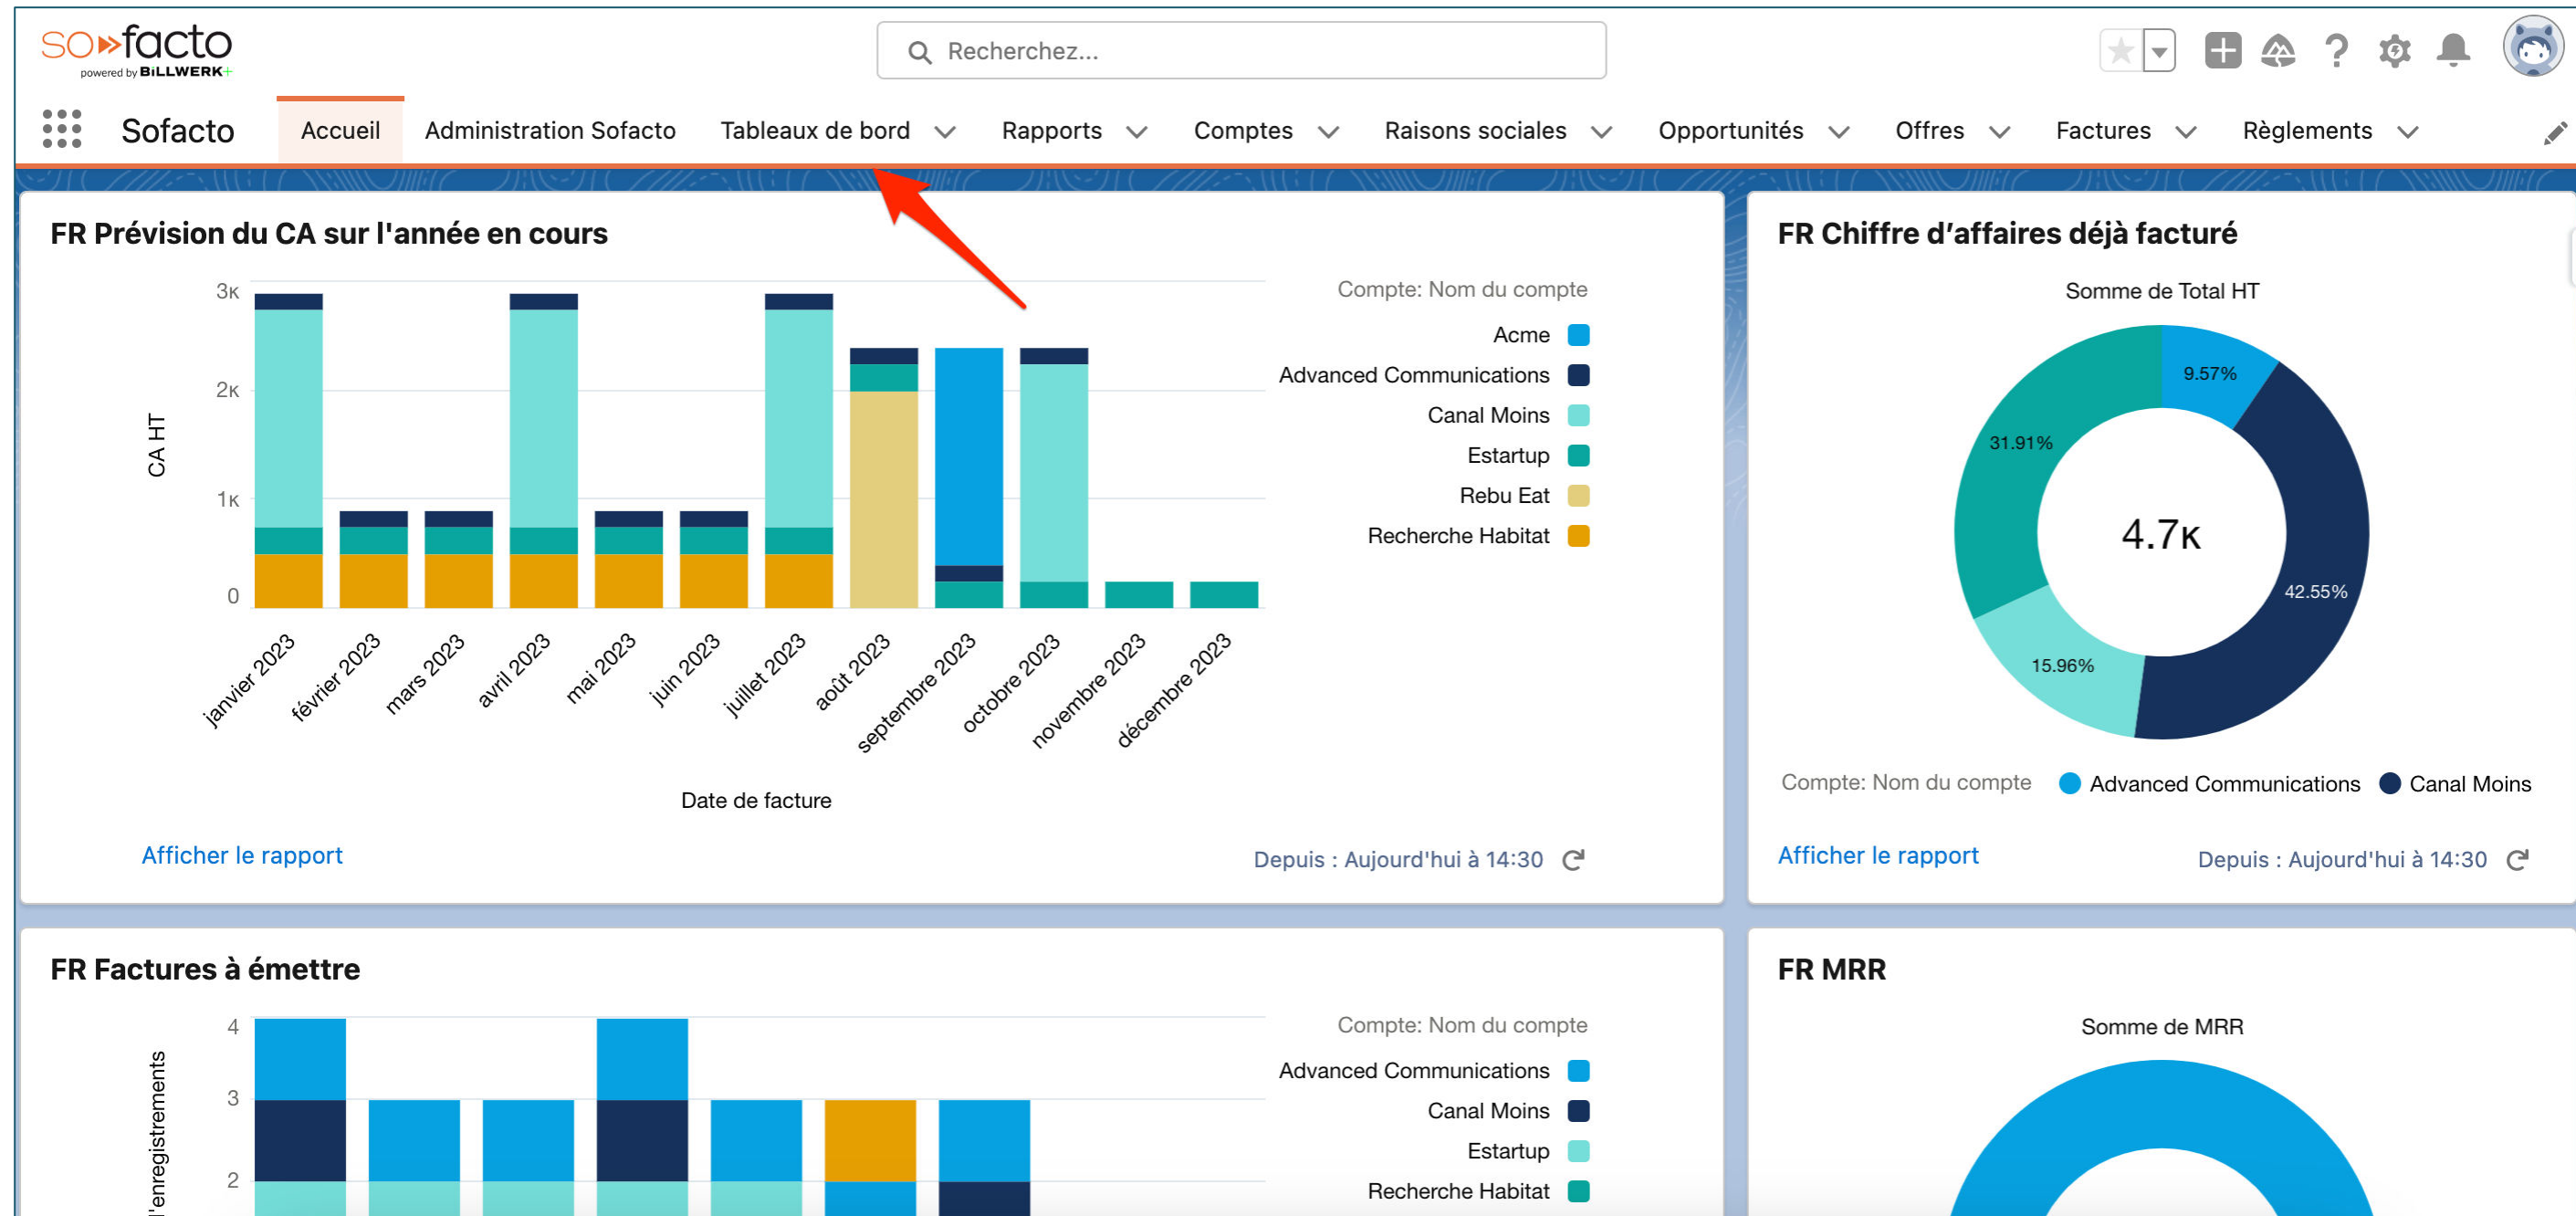 so facto
powered by BILLWERK+
Recherchez...
Sofacto
Accueil
Administration Sofacto
Tableaux de bord
Rapports
Comptes
Raisons sociales
Opportunités
Offres
Factures
Règlements
FR Prévision du CA sur l'année en cours
3K
2K
1K
0
CA HT
janvier 2023
février 2023
mars 2023
avril 2023
mai 2023
juin 2023
juillet 2023
août 2023
septembre 2023
octobre 2023
novembre 2023
décembre 2023
Date de facture
Compte: Nom du compte
Acme
Advanced Communications
Canal Moins
Estartup
Rebu Eat
Recherche Habitat
Afficher le rapport
Depuis : Aujourd'hui à 14:30
FR Chiffre d’affaires déjà facturé
Somme de Total HT
9.57%
31.91%
4.7K
42.55%
15.96%
Compte: Nom du compte
Advanced Communications
Canal Moins
Afficher le rapport
Depuis : Aujourd'hui à 14:30
FR Factures à émettre
4
3
2
'enregistrements
Compte: Nom du compte
Advanced Communications
Canal Moins
Estartup
Recherche Habitat
FR MRR
Somme de MRR